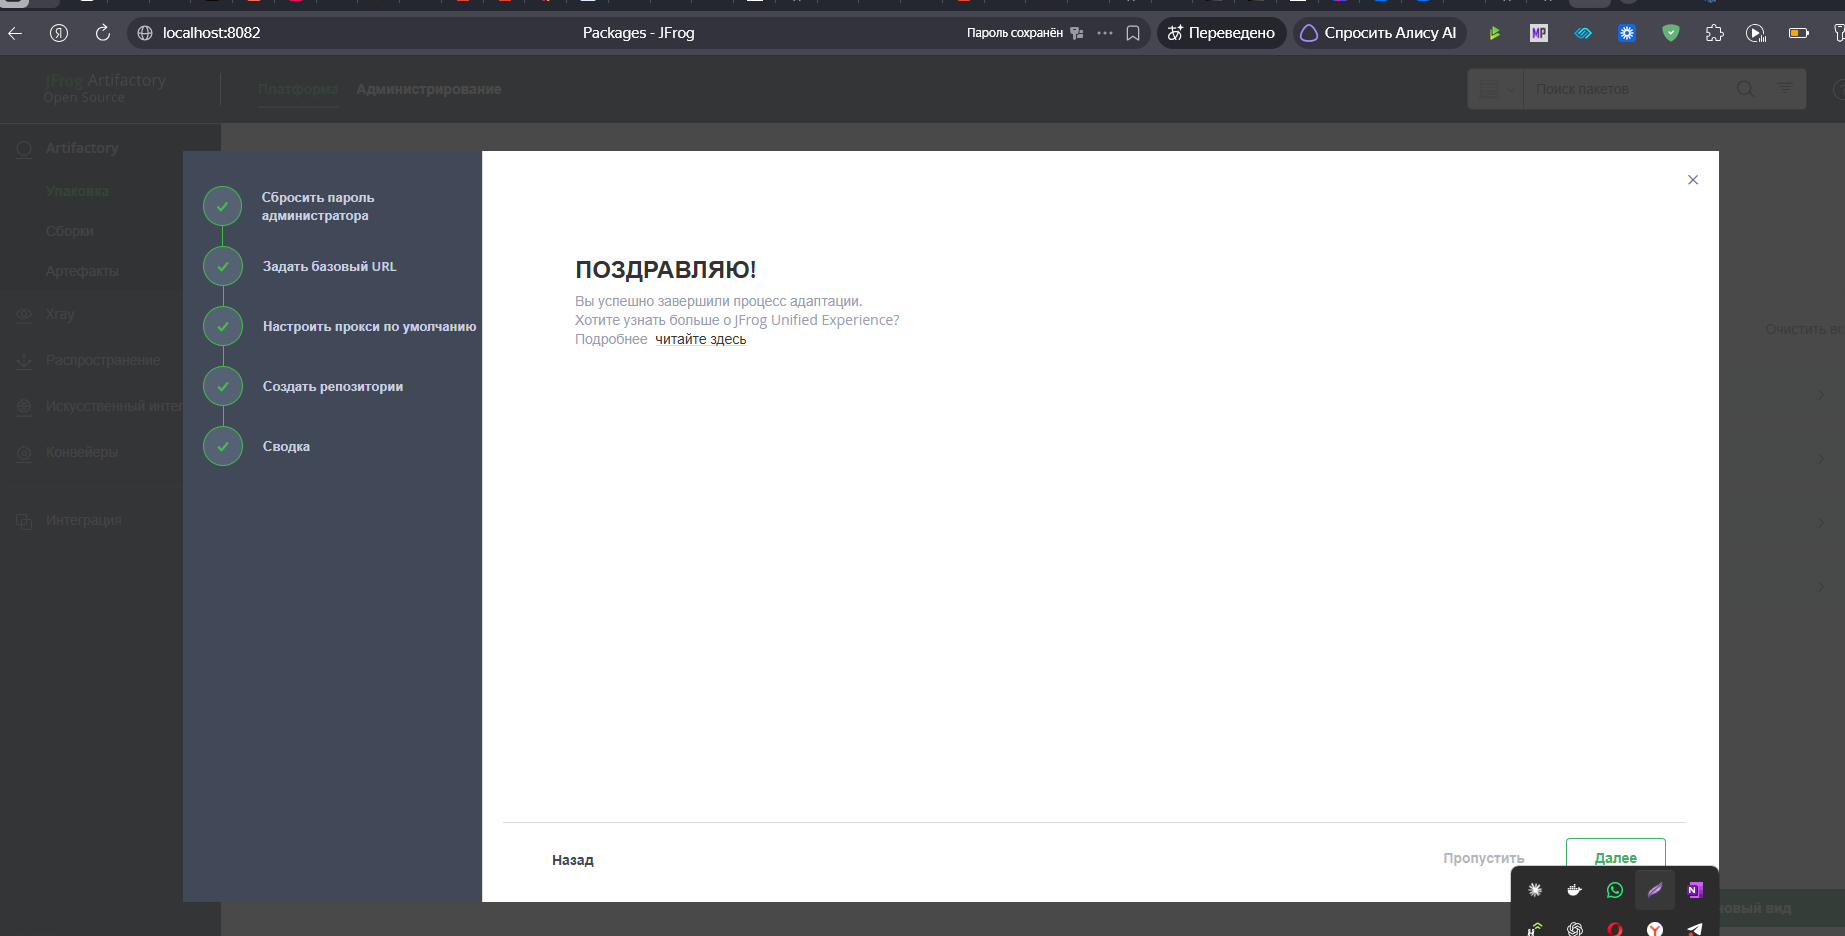 localhost:8082
Packages - JFrog
Пароль сохранён
Переведено
Спросить Алису AI
JFrog Artifactory
Open Source
Платформа
Администрирование
Поиск пакетов
Artifactory
Упаковка
Сборки
Артефакты
Xray
Распространение
Искусственный интел
Конвейеры
Интеграция
Сбросить пароль
администратора
Задать базовый URL
Настроить прокси по умолчанию
Создать репозитории
Сводка
ПОЗДРАВЛЯЮ!
Вы успешно завершили процесс адаптации.
Хотите узнать больше о JFrog Unified Experience?
Подробнее читайте здесь
Очистить вс
Назад
Пропустить
Далее
вид